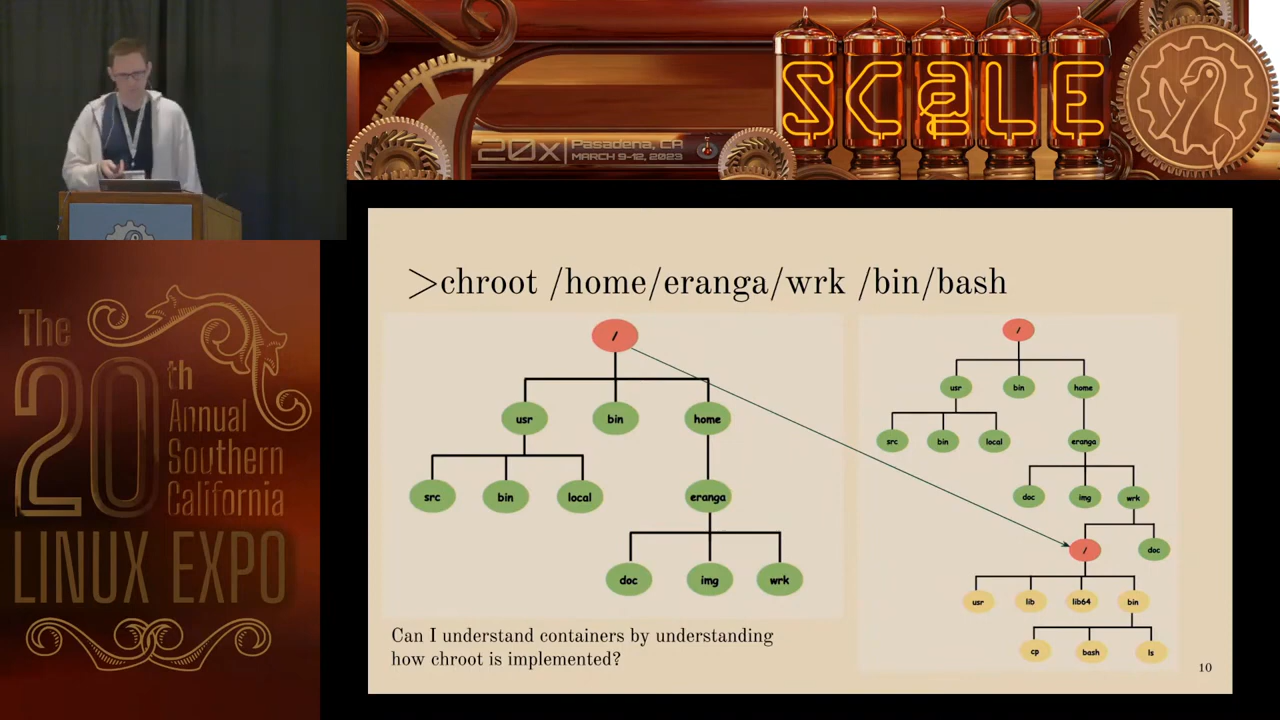 SCaLE
20x
Pasadena, CA
MARCH 9-12, 2023
The
20th
Annual
Southern
California
LINUX EXPO
>chroot /home/eranga/wrk /bin/bash
/
usr bin home
src bin local eranga
doc img wrk
/
usr bin home
src bin local eranga
doc img wrk
/ doc
usr lib lib64 bin
cp bash ls
Can I understand containers by understanding
how chroot is implemented?
10